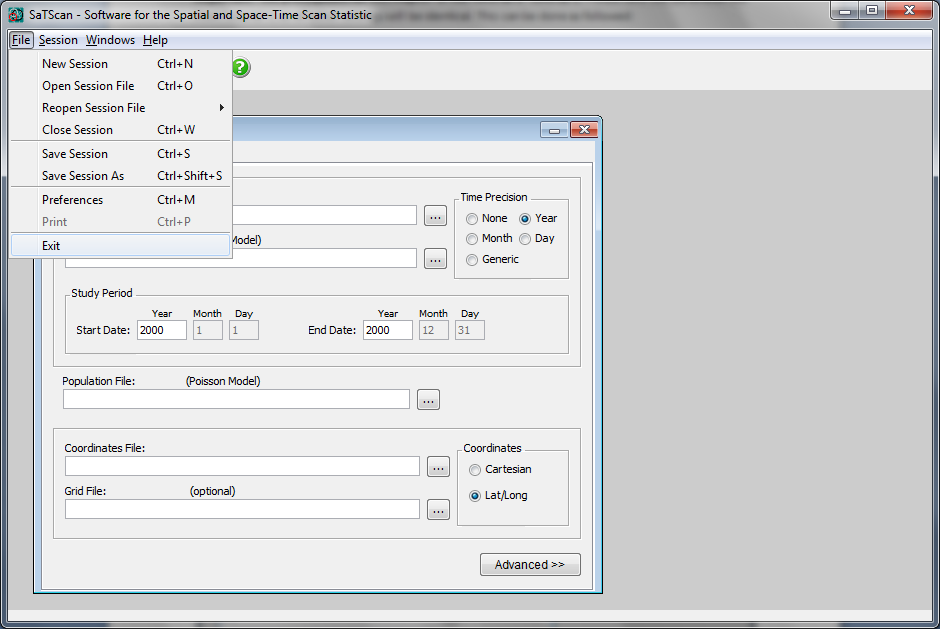 SaTScan - Software for the Spatial and Space-Time Scan Statistic
File Session Windows Help
New Session Ctrl+N
Open Session File Ctrl+O
Reopen Session File
Close Session Ctrl+W
Save Session Ctrl+S
Save Session As Ctrl+Shift+S
Preferences Ctrl+M
Print Ctrl+P
Exit
?
Time Precision
None Year
Month Day
Generic
...
Model)
...
Study Period
Year Month Day Year Month Day
Start Date: 2000 1 1 End Date: 2000 12 31
Population File: (Poisson Model)
...
Coordinates File:
...
Grid File: (optional)
...
Coordinates
Cartesian
Lat/Long
Advanced >>